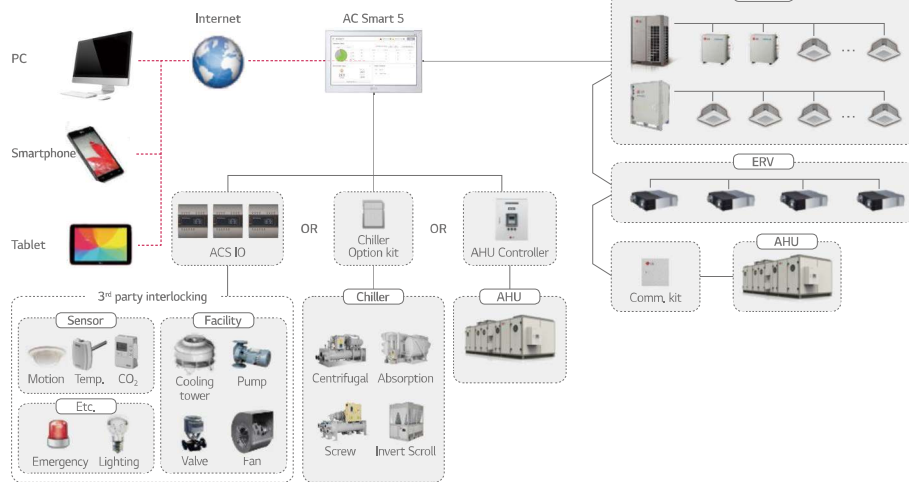 Internet
AC Smart 5
PC
Smartphone
Tablet
ERV
ACS IO
OR
Chiller
Option kit
OR
AHU Controller
Comm. kit
AHU
3rd party interlocking
Sensor
Motion
Temp.
CO₂
Etc.
Emergency
Lighting
Facility
Cooling
tower
Pump
Valve
Fan
Chiller
Centrifugal
Absorption
Screw
Invert Scroll
AHU